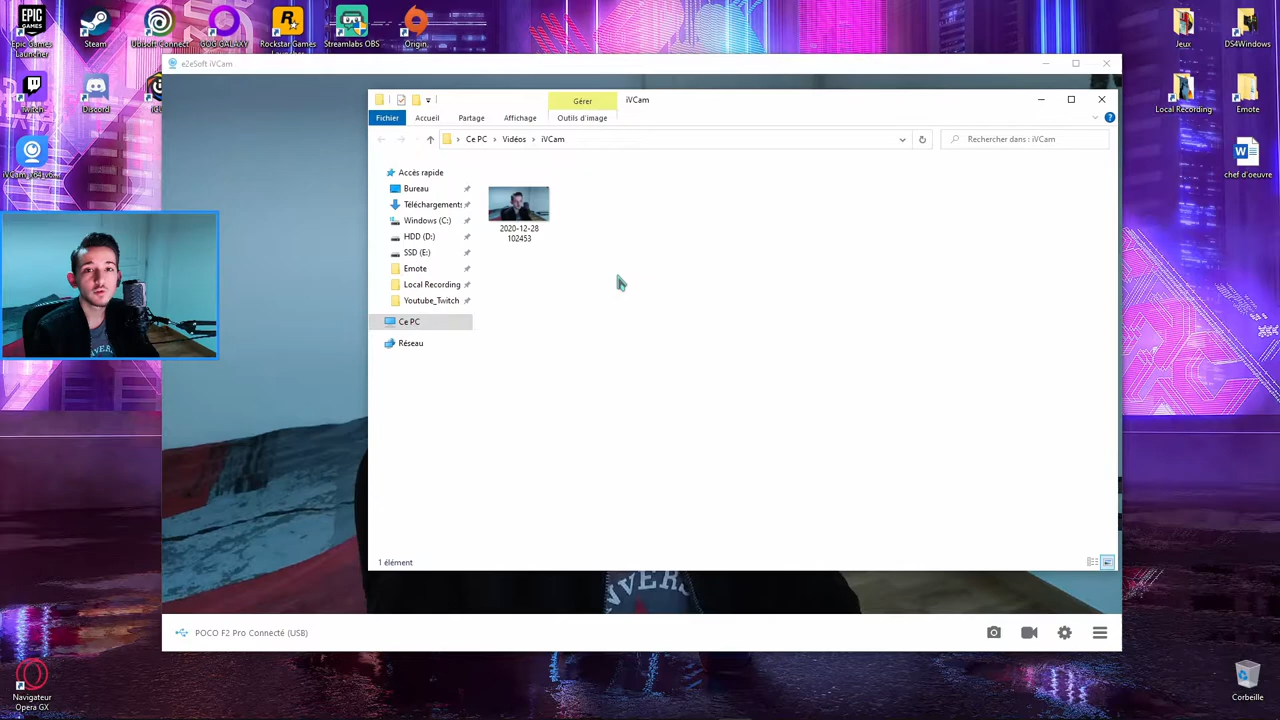 Epic Games
Launcher
Steam
Ubisoft Connect
GOG GALAXY
Rockstar Games
Streamlabs OBS
Origin
Jeux
DS4Windows
Twitch
Discord
Local Recording
Emote
chef d'oeuvre
e2eSoft iVCam
Gérer
iVCam
Fichier
Accueil
Partage
Affichage
Outils d'image
Ce PC > Vidéos > iVCam
Rechercher dans : iVCam
Accès rapide
Bureau
Téléchargements
Windows (C:)
HDD (D:)
SSD (E:)
Emote
Local Recording
Youtube_Twitch
Ce PC
Réseau
2020-12-28
102453
1 élément
POCO F2 Pro Connecté (USB)
Navigateur
Opera GX
Corbeille